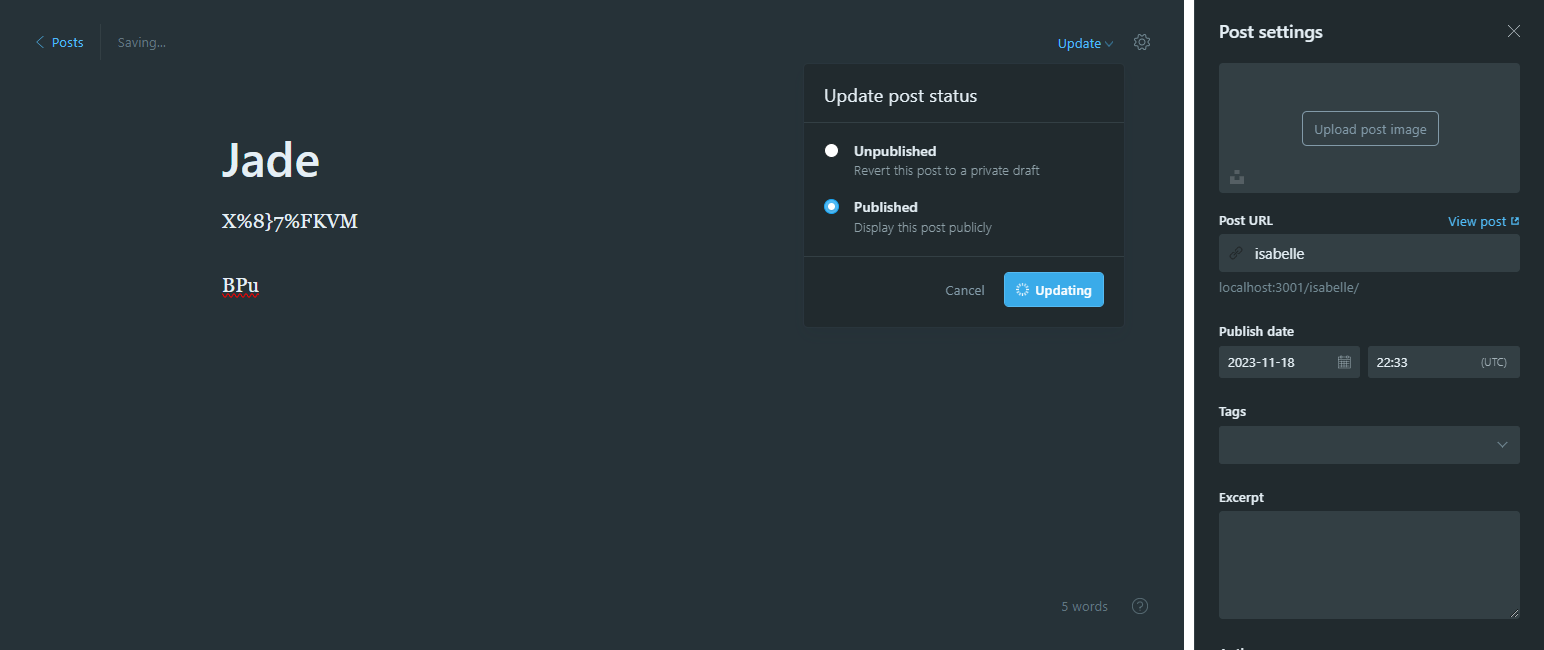 Posts
Saving...
Update
Update post status
Unpublished
Revert this post to a private draft
Published
Display this post publicly
Cancel
Updating
Jade
X%8}7%FKVM
BPu
5 words
?
Post settings
Upload post image
Post URL
View post
isabelle
localhost:3001/isabelle/
Publish date
2023-11-18
22:33
(UTC)
Tags
Excerpt